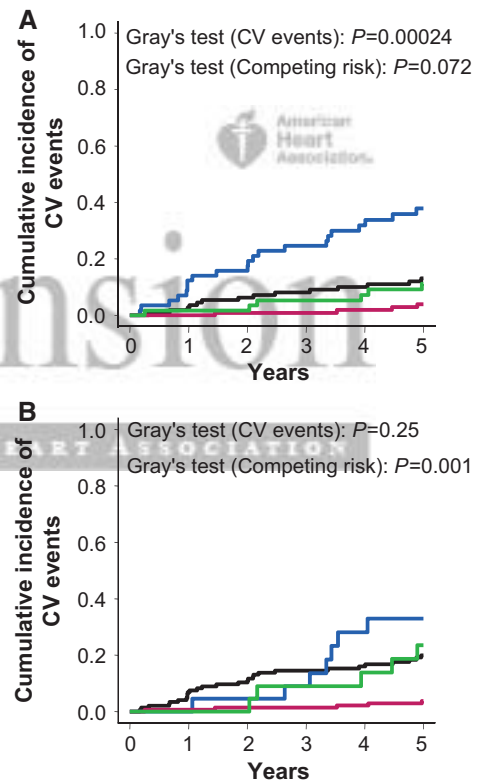 A
Gray's test (CV events): P=0.00024
Gray's test (Competing risk): P=0.072
American
Heart
Association®
Cumulative incidence of
CV events
1.0
0.8
0.6
0.4
0.2
0.0
nsion
0 1 2 3 4 5
Years
B
Gray's test (CV events): P=0.25
EART ASSOCIATION
Gray's test (Competing risk): P=0.001
Cumulative incidence of
CV events
1.0
0.8
0.6
0.4
0.2
0.0
0 1 2 3 4 5
Years